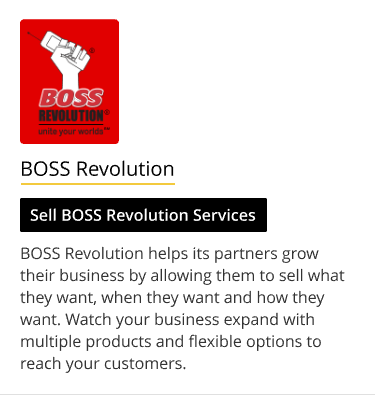 BOSS
REVOLUTION®
unite your worlds™
BOSS Revolution
Sell BOSS Revolution Services
BOSS Revolution helps its partners grow
their business by allowing them to sell what
they want, when they want and how they
want. Watch your business expand with
multiple products and flexible options to
reach your customers.